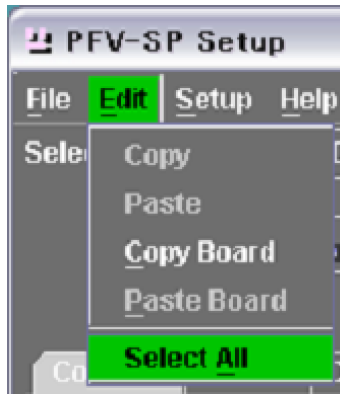 PFV-SP Setup
File Edit Setup Help
Copy
Paste
Copy Board
Paste Board
Select All